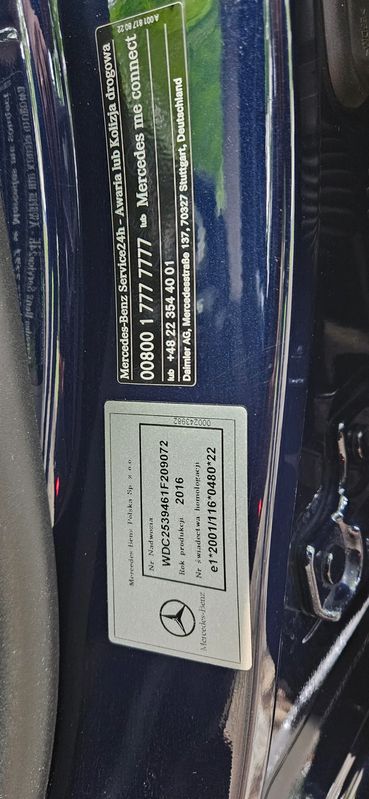 A 001 817 80 22
Mercedes-Benz Service24h - Awaria lub Kolizja drogowa
00800 1 777 7777 lub Mercedes me connect
lub +48 22 354 40 01
Daimler AG, Mercedesstraße 137, 70327 Stuttgart, Deutschland
000243982
Mercedes Benz Polska Sp. z o.o.
Nr Nadwozia
WDC2539461F209072
Rok produkcji 2016
Nr świadectwa homologacji
e1*2001/116*0480*22
Mercedes-Benz